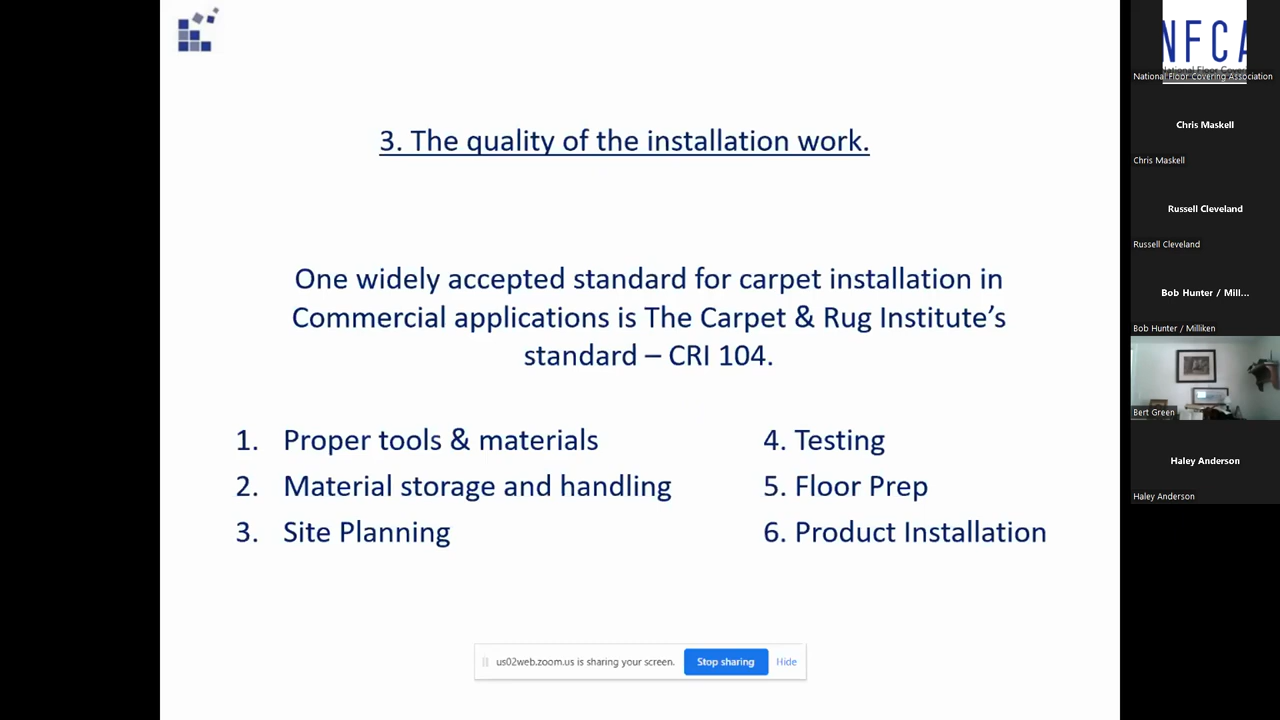 3. The quality of the installation work.
One widely accepted standard for carpet installation in
Commercial applications is The Carpet & Rug Institute’s
standard – CRI 104.
1. Proper tools & materials
2. Material storage and handling
3. Site Planning
4. Testing
5. Floor Prep
6. Product Installation
us02web.zoom.us is sharing your screen.
Stop sharing
Hide
NFCA
National Floor Covering Association
Chris Maskell
Chris Maskell
Russell Cleveland
Russell Cleveland
Bob Hunter / Mill...
Bob Hunter / Milliken
Bert Green
Haley Anderson
Haley Anderson